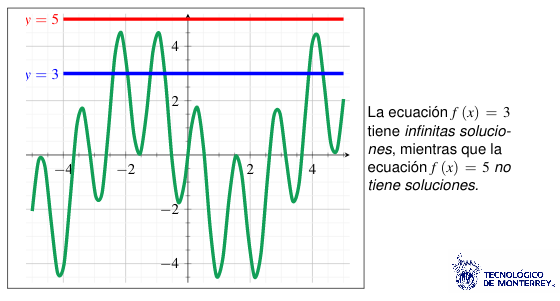 y = 5
y = 3
4
2
−2
−4
−4
−2
2
4
La ecuación f (x) = 3
tiene infinitas solucio-
nes, mientras que la
ecuación f (x) = 5 no
tiene soluciones.
TECNOLÓGICO
DE MONTERREY